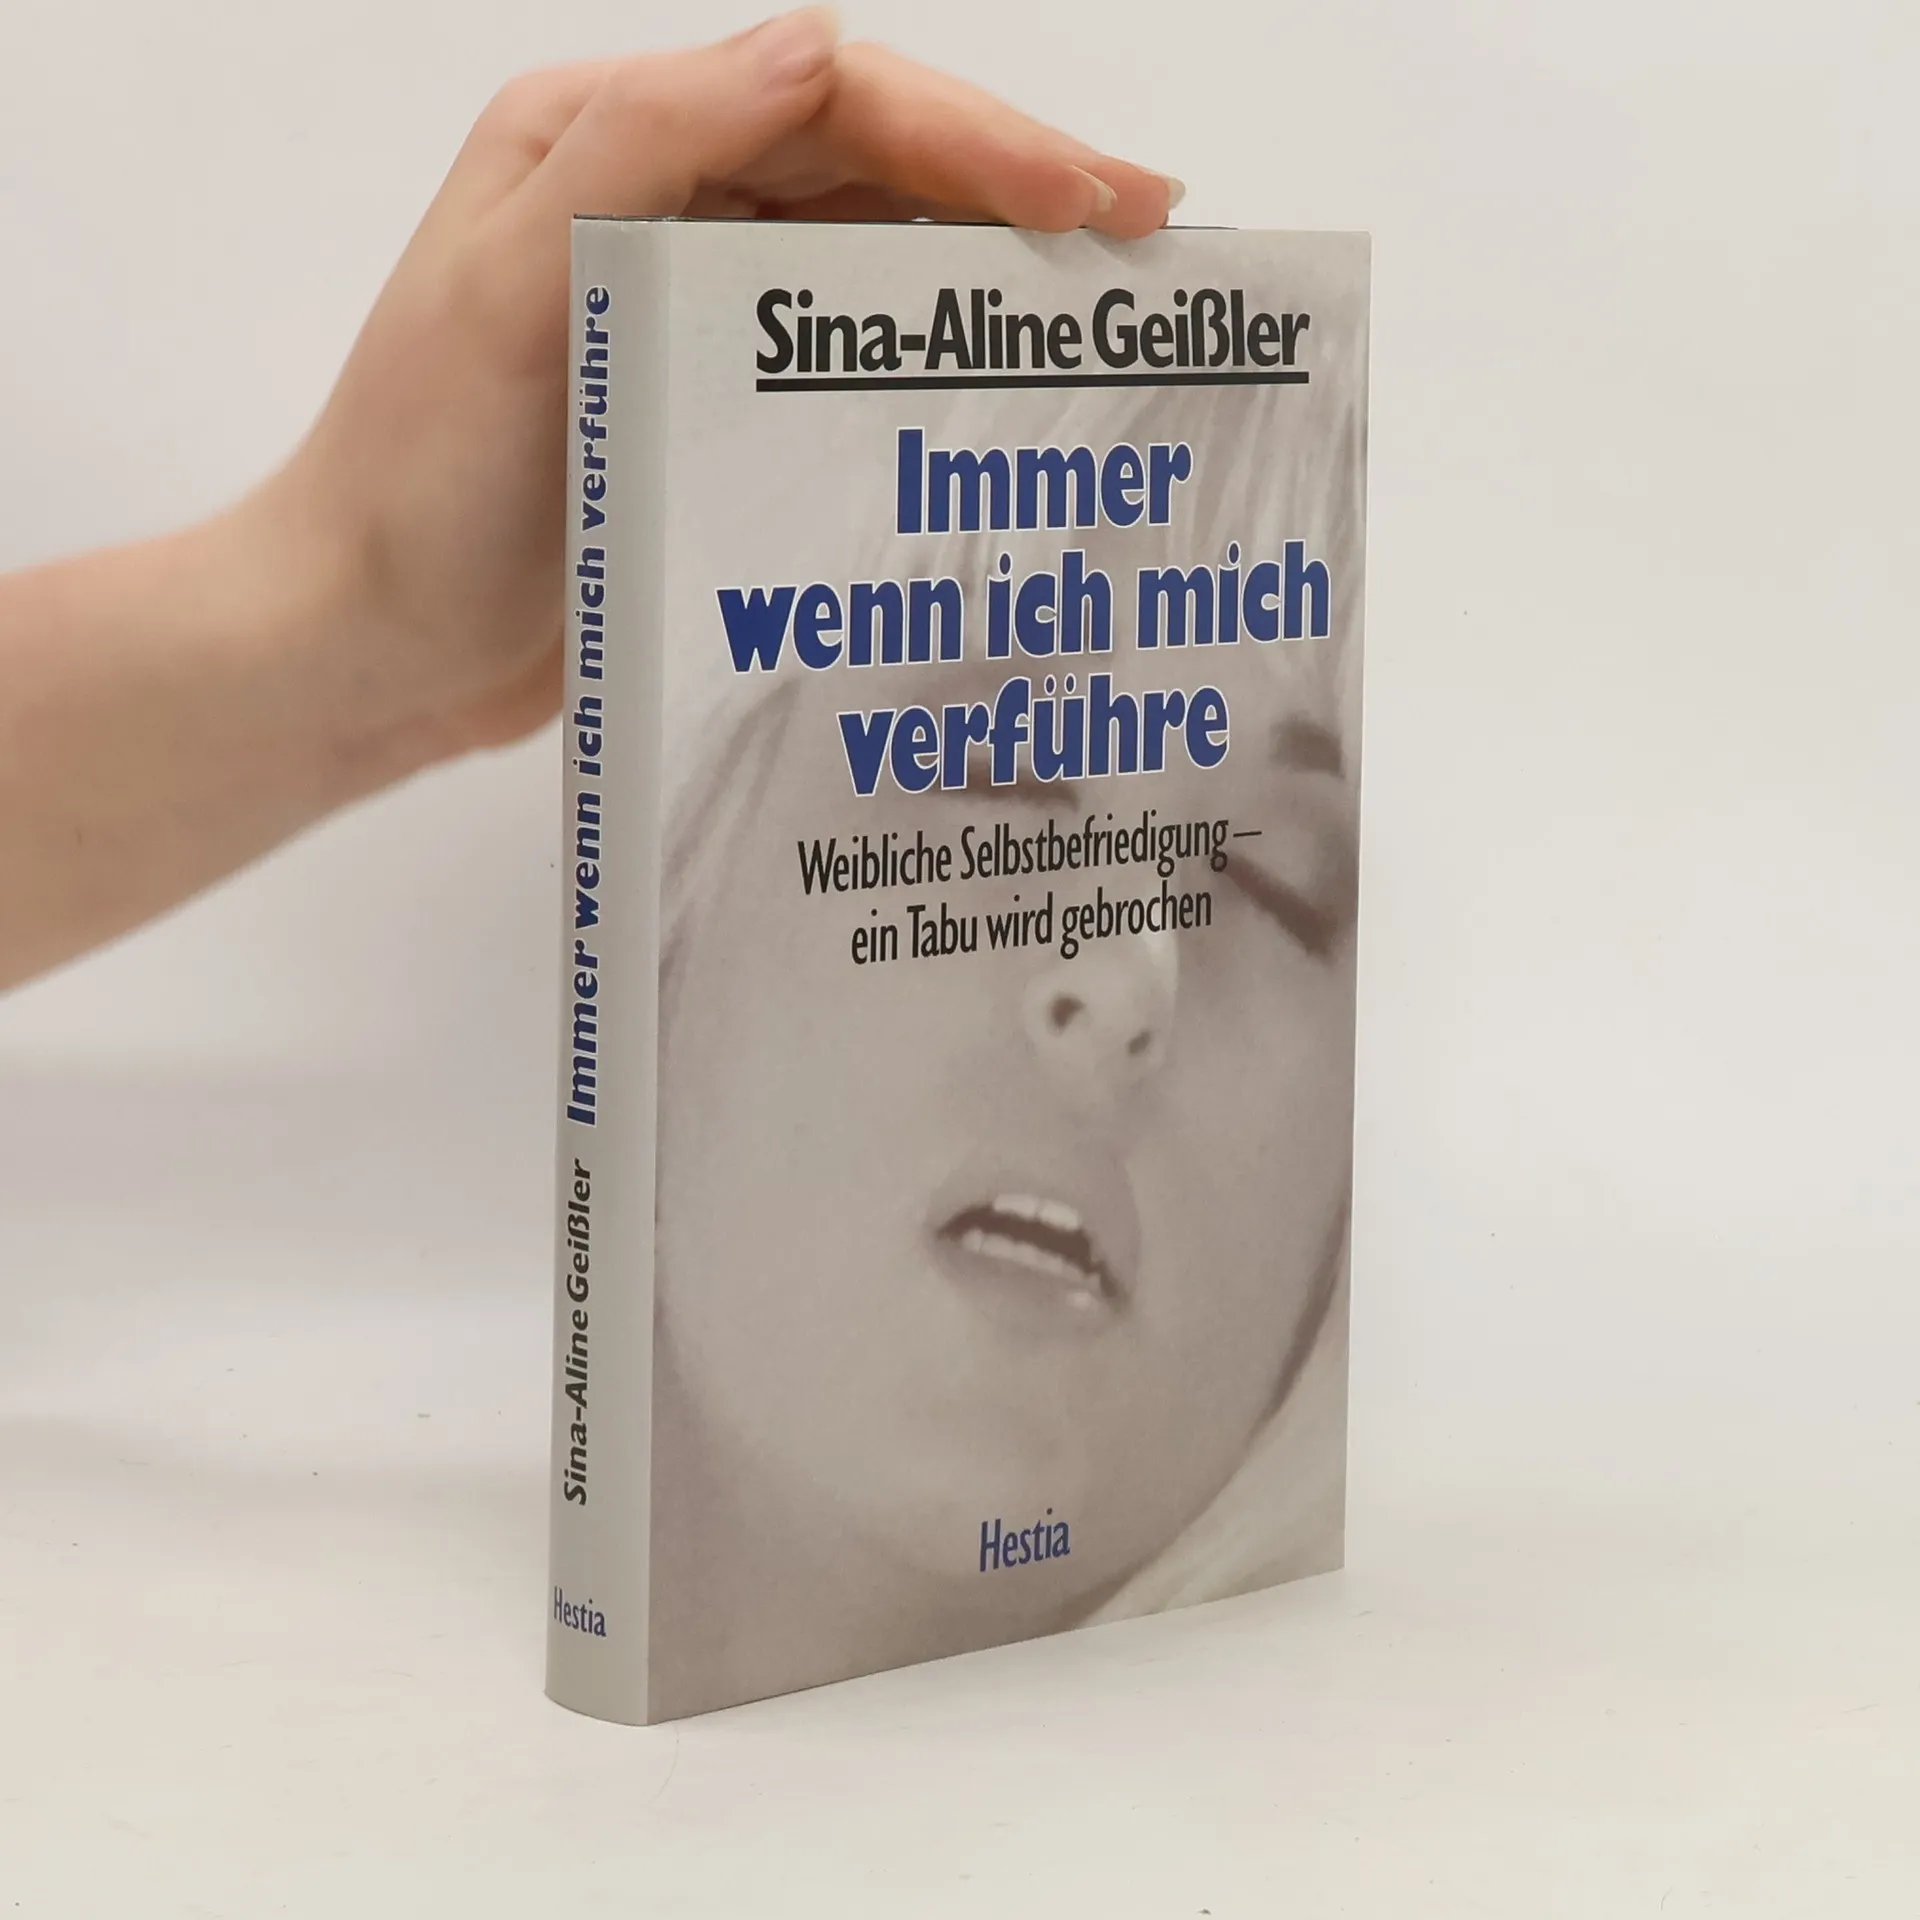 Sina-Aline Geißler
Immer
wenn ich mich
verführe
Weibliche Selbstbefriedigung –
ein Tabu wird gebrochen
Hestia
Sina-Aline Geißler Immer wenn ich mich verführe
Hestia